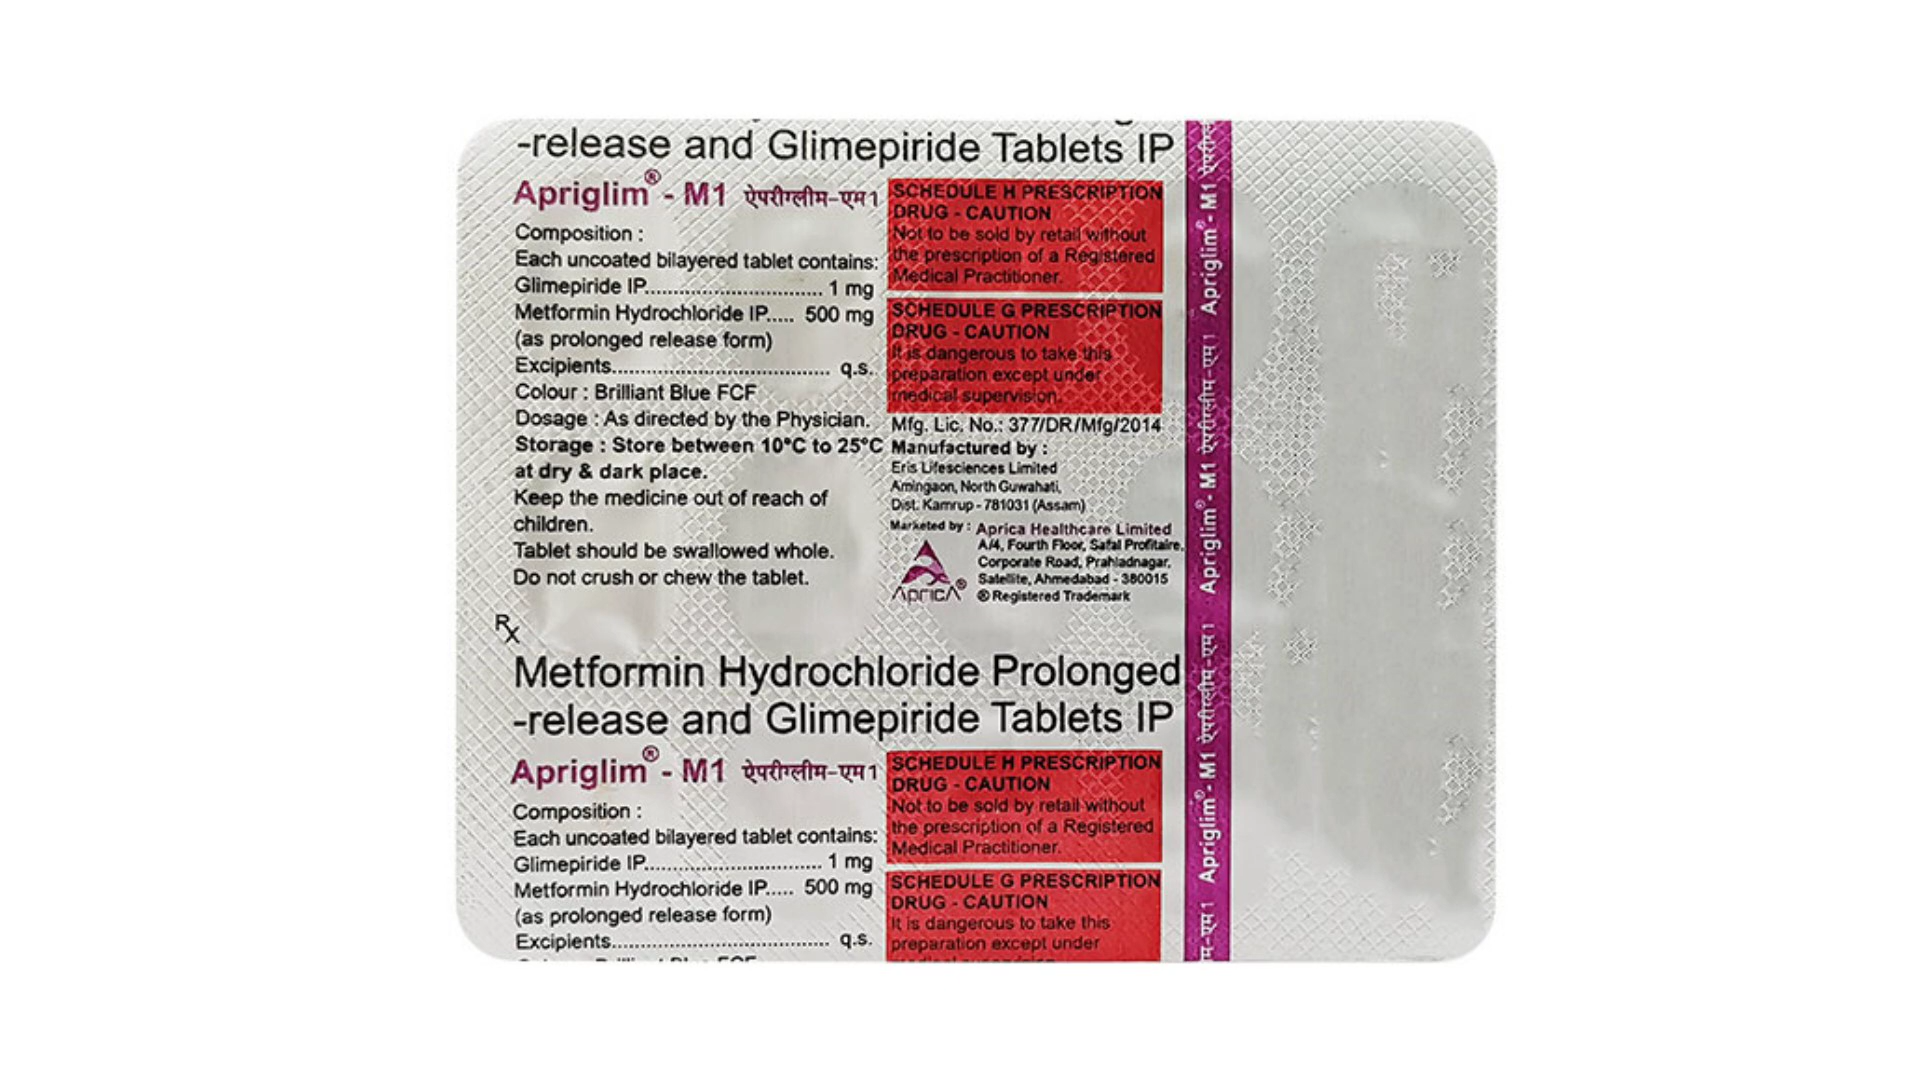 -release and Glimepiride Tablets IP
Apriglim® - M1 ऐपरीग्लीम-एम1
Composition :
Each uncoated bilayered tablet contains:
Glimepiride IP................................ 1 mg
Metformin Hydrochloride IP..... 500 mg
(as prolonged release form)
Excipients....................................... q.s.
Colour : Brilliant Blue FCF
Dosage : As directed by the Physician.
Storage : Store between 10°C to 25°C
at dry & dark place.
Keep the medicine out of reach of
children.
Tablet should be swallowed whole.
Do not crush or chew the tablet.
SCHEDULE H PRESCRIPTION
DRUG - CAUTION
Not to be sold by retail without
the prescription of a Registered
Medical Practitioner.
SCHEDULE G PRESCRIPTION
DRUG - CAUTION
It is dangerous to take this
preparation except under
medical supervision.
Mfg. Lic. No.: 377/DR/Mfg/2014
Manufactured by :
Eris Lifesciences Limited
Amingaon, North Guwahati,
Dist. Kamrup - 781031 (Assam)
Marketed by : Aprica Healthcare Limited
A/4, Fourth Floor, Safal Profitaire,
Corporate Road, Prahladnagar,
Satellite, Ahmedabad - 380015
® Registered Trademark
APRICA®
Rx
Metformin Hydrochloride Prolonged
-release and Glimepiride Tablets IP
Apriglim® - M1 ऐपरीग्लीम-एम1
Composition :
Each uncoated bilayered tablet contains:
Glimepiride IP................................ 1 mg
Metformin Hydrochloride IP..... 500 mg
(as prolonged release form)
Excipients....................................... q.s.
SCHEDULE H PRESCRIPTION
DRUG - CAUTION
Not to be sold by retail without
the prescription of a Registered
Medical Practitioner.
SCHEDULE G PRESCRIPTION
DRUG - CAUTION
It is dangerous to take this
preparation except under
Apriglim® - M1 ऐपरीग्लीम-एम1 Apriglim® - M1 ऐपरीग्लीम-एम1 Apriglim® - M1